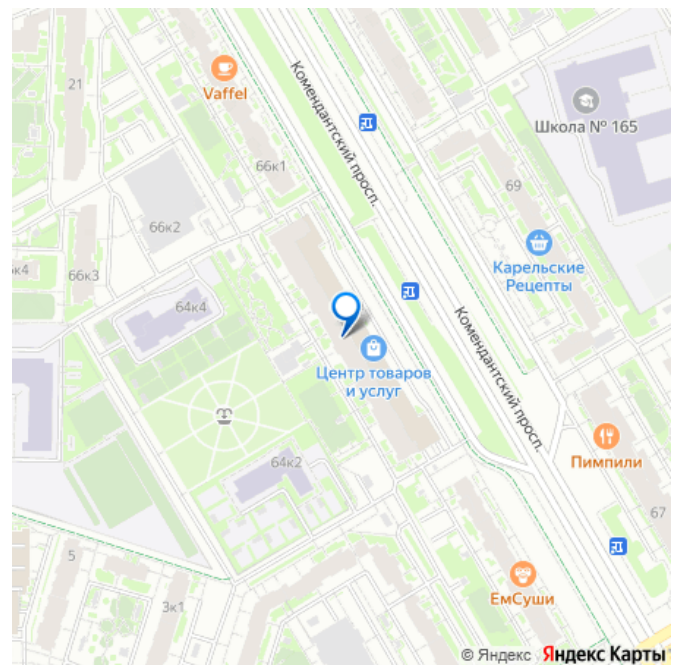 21
Vaffel
Комендантский просп.
Школа № 165
66к1
69
66к2
Карельские
Рецепты
к4
66к3
64к4
Центр товаров
и услуг
Комендантский просп.
Пимпили
64к2
67
5
ЕмСуши
3к1
© Яндекс Яндекс Карты